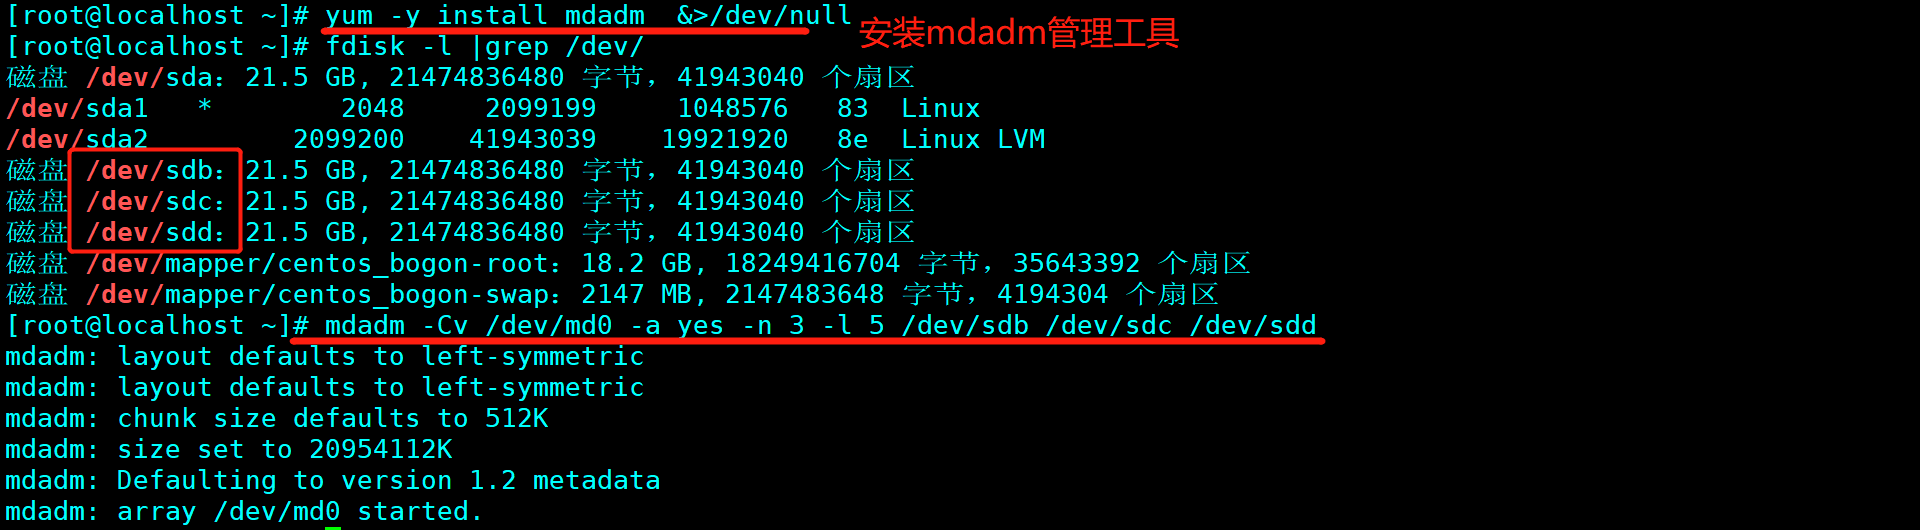 [root@localhost ~]# yum -y install mdadm  &>/dev/null
安装mdadm管理工具
[root@localhost ~]# fdisk -l |grep /dev/
磁盘 /dev/sda：21.5 GB, 21474836480 字节，41943040 个扇区
/dev/sda1   *        2048     2099199     1048576   83  Linux
/dev/sda2         2099200    41943039    19921920   8e  Linux LVM
磁盘 /dev/sdb：21.5 GB, 21474836480 字节，41943040 个扇区
磁盘 /dev/sdc：21.5 GB, 21474836480 字节，41943040 个扇区
磁盘 /dev/sdd：21.5 GB, 21474836480 字节，41943040 个扇区
磁盘 /dev/mapper/centos_bogon-root：18.2 GB, 18249416704 字节，35643392 个扇区
磁盘 /dev/mapper/centos_bogon-swap：2147 MB, 2147483648 字节，4194304 个扇区
[root@localhost ~]# mdadm -Cv /dev/md0 -a yes -n 3 -l 5 /dev/sdb /dev/sdc /dev/sdd
mdadm: layout defaults to left-symmetric
mdadm: layout defaults to left-symmetric
mdadm: chunk size defaults to 512K
mdadm: size set to 20954112K
mdadm: Defaulting to version 1.2 metadata
mdadm: array /dev/md0 started.